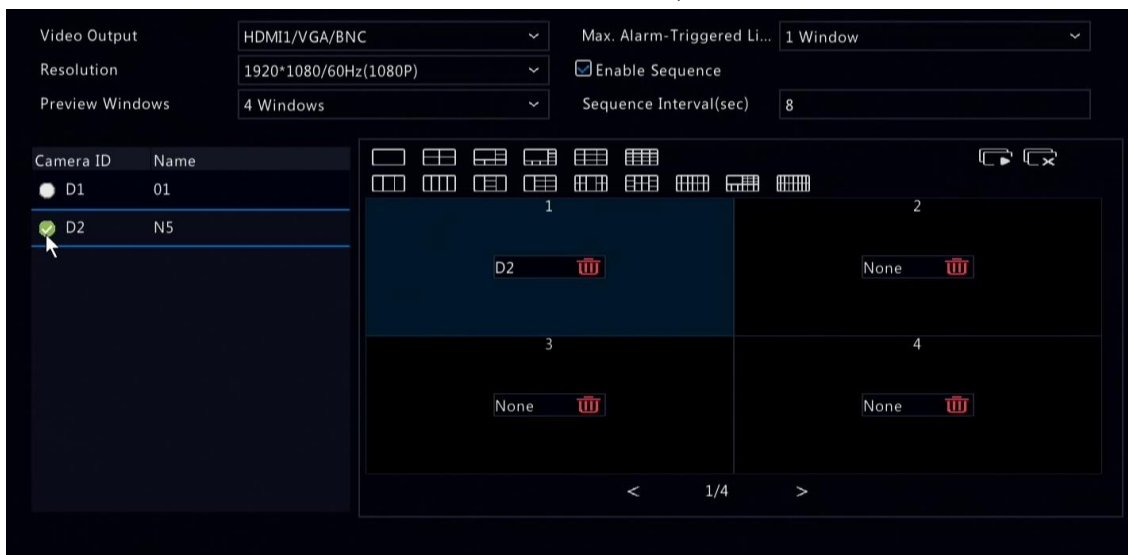 Video Output HDMI1/VGA/BNC Max. Alarm-Triggered Li... 1 Window
Resolution 1920*1080/60Hz(1080P) Enable Sequence
Preview Windows 4 Windows Sequence Interval(sec) 8
Camera ID Name
D1 01
D2 N5
1 2
D2 None
3 4
None None
< 1/4 >